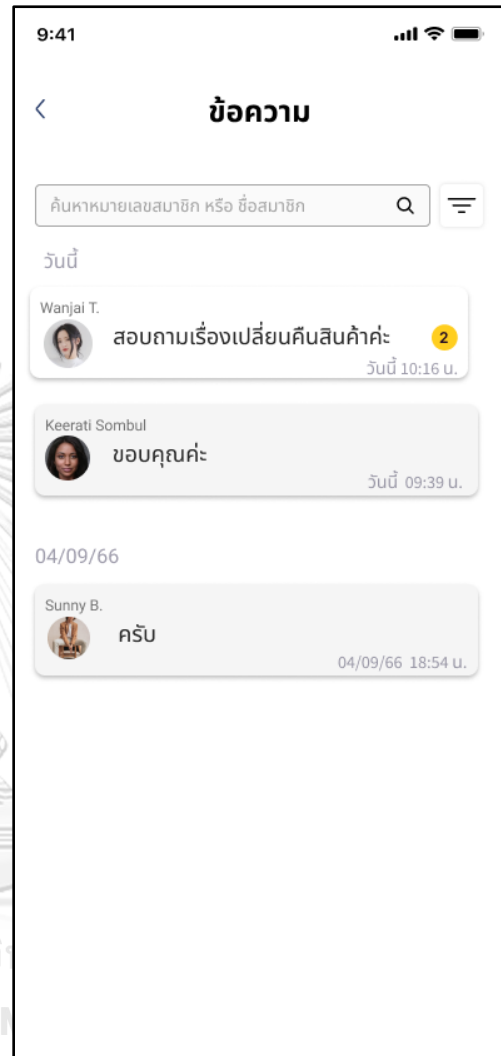 9:41
ข้อความ
ค้นหาหมายเลขสมาชิก หรือ ชื่อสมาชิก
วันนี้
Wanjai T.
สอบถามเรื่องเปลี่ยนคืนสินค้าค่ะ
2
วันนี้ 10:16 น.
Keerati Sombul
ขอบคุณค่ะ
วันนี้ 09:39 น.
04/09/66
Sunny B.
ครับ
04/09/66 18:54 น.